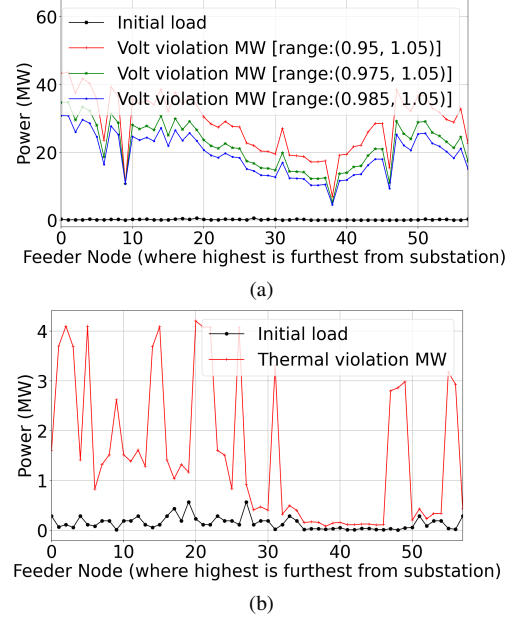 60
40
20
0
Power (MW)
Initial load
Volt violation MW [range:(0.95, 1.05)]
Volt violation MW [range:(0.975, 1.05)]
Volt violation MW [range:(0.985, 1.05)]
0 10 20 30 40 50
Feeder Node (where highest is furthest from substation)
(a)
4
3
2
1
0
Power (MW)
Initial load
Thermal violation MW
0 10 20 30 40 50
Feeder Node (where highest is furthest from substation)
(b)